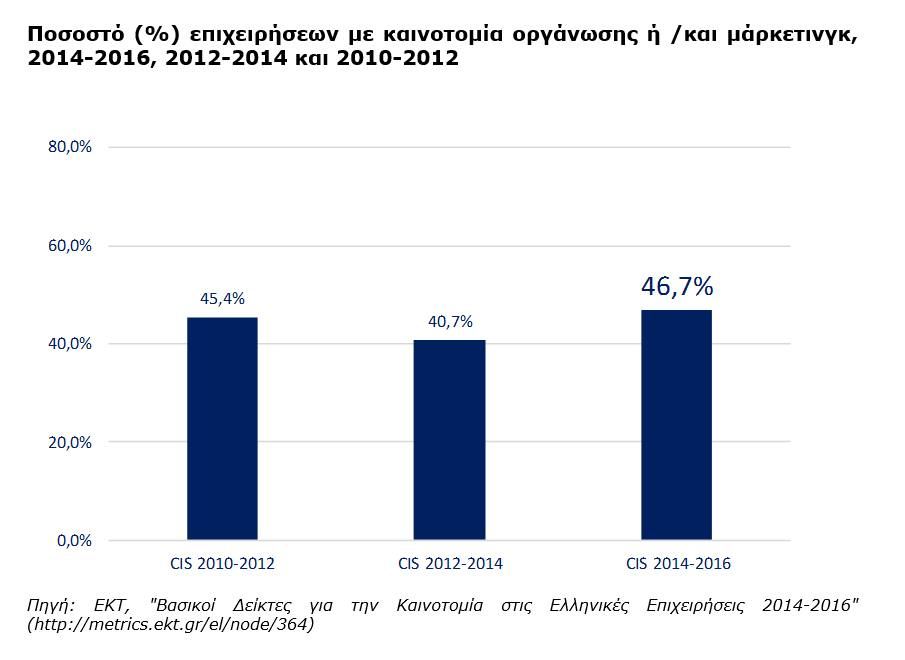 Ποσοστό (%) επιχειρήσεων με καινοτομία οργάνωσης ή /και μάρκετινγκ,
2014-2016, 2012-2014 και 2010-2012
80,0%
60,0%
46,7%
45,4%
40,7%
40,0%
20,0%
0,0%
CIS 2010-2012 CIS 2012-2014 CIS 2014-2016
Πηγή: ΕΚΤ, "Βασικοί Δείκτες για την Καινοτομία στις Ελληνικές Επιχειρήσεις 2014-2016"
(http://metrics.ekt.gr/el/node/364)